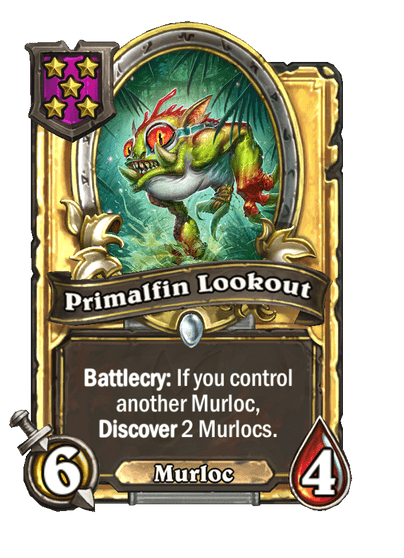 Primalfin Lookout
Battlecry: If you control
another Murloc,
Discover 2 Murlocs.
6
Murloc
4